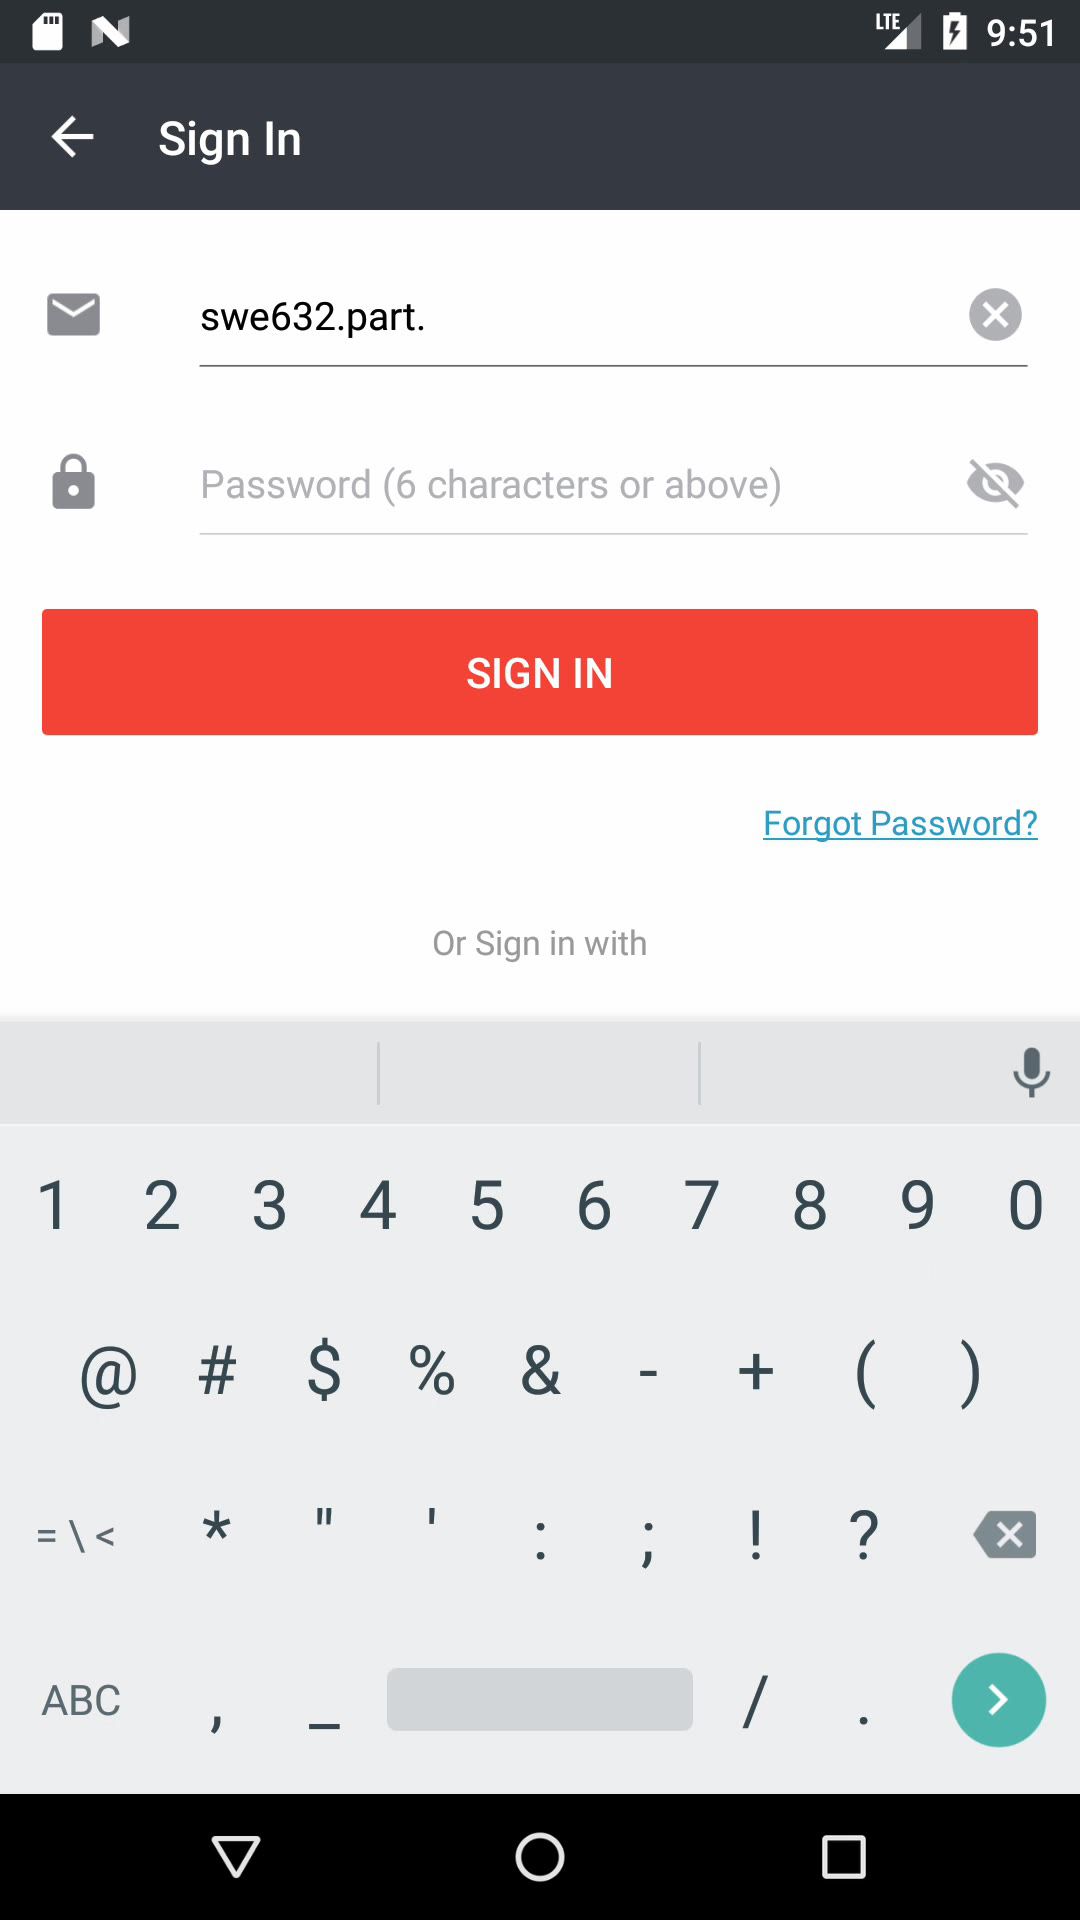 LTE 9:51
Sign In
swe632.part.
Password (6 characters or above)
SIGN IN
Forgot Password?
Or Sign in with
1 2 3 4 5 6 7 8 9 0
@ # $ % & - + ( )
= \ < * " ' : ; ! ?
ABC , _ / .